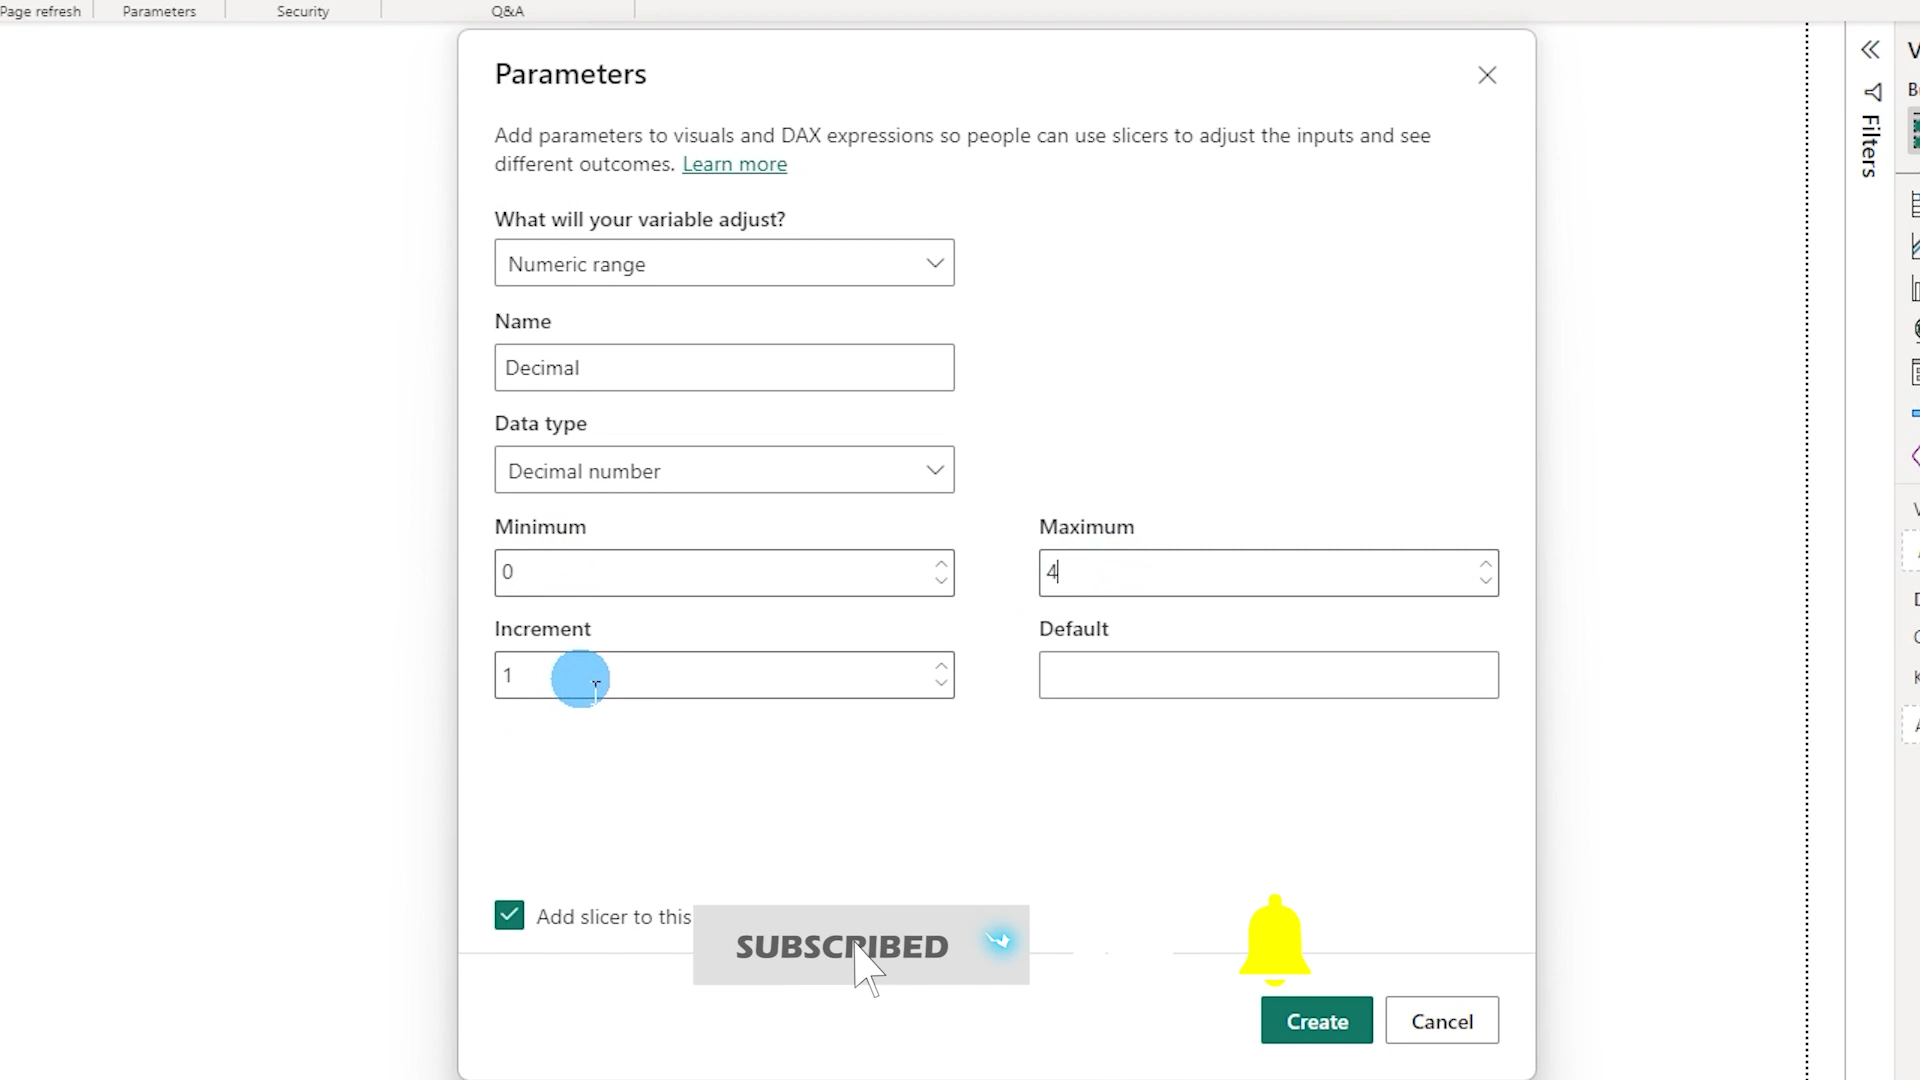 Page refresh
Parameters
Security
Q&A
Parameters
Add parameters to visuals and DAX expressions so people can use slicers to adjust the inputs and see
different outcomes. Learn more
What will your variable adjust?
Numeric range
Name
Decimal
Data type
Decimal number
Minimum
Maximum
0
4
Increment
Default
1
Add slicer to this
SUBSCRIBED
Create
Cancel
Filters